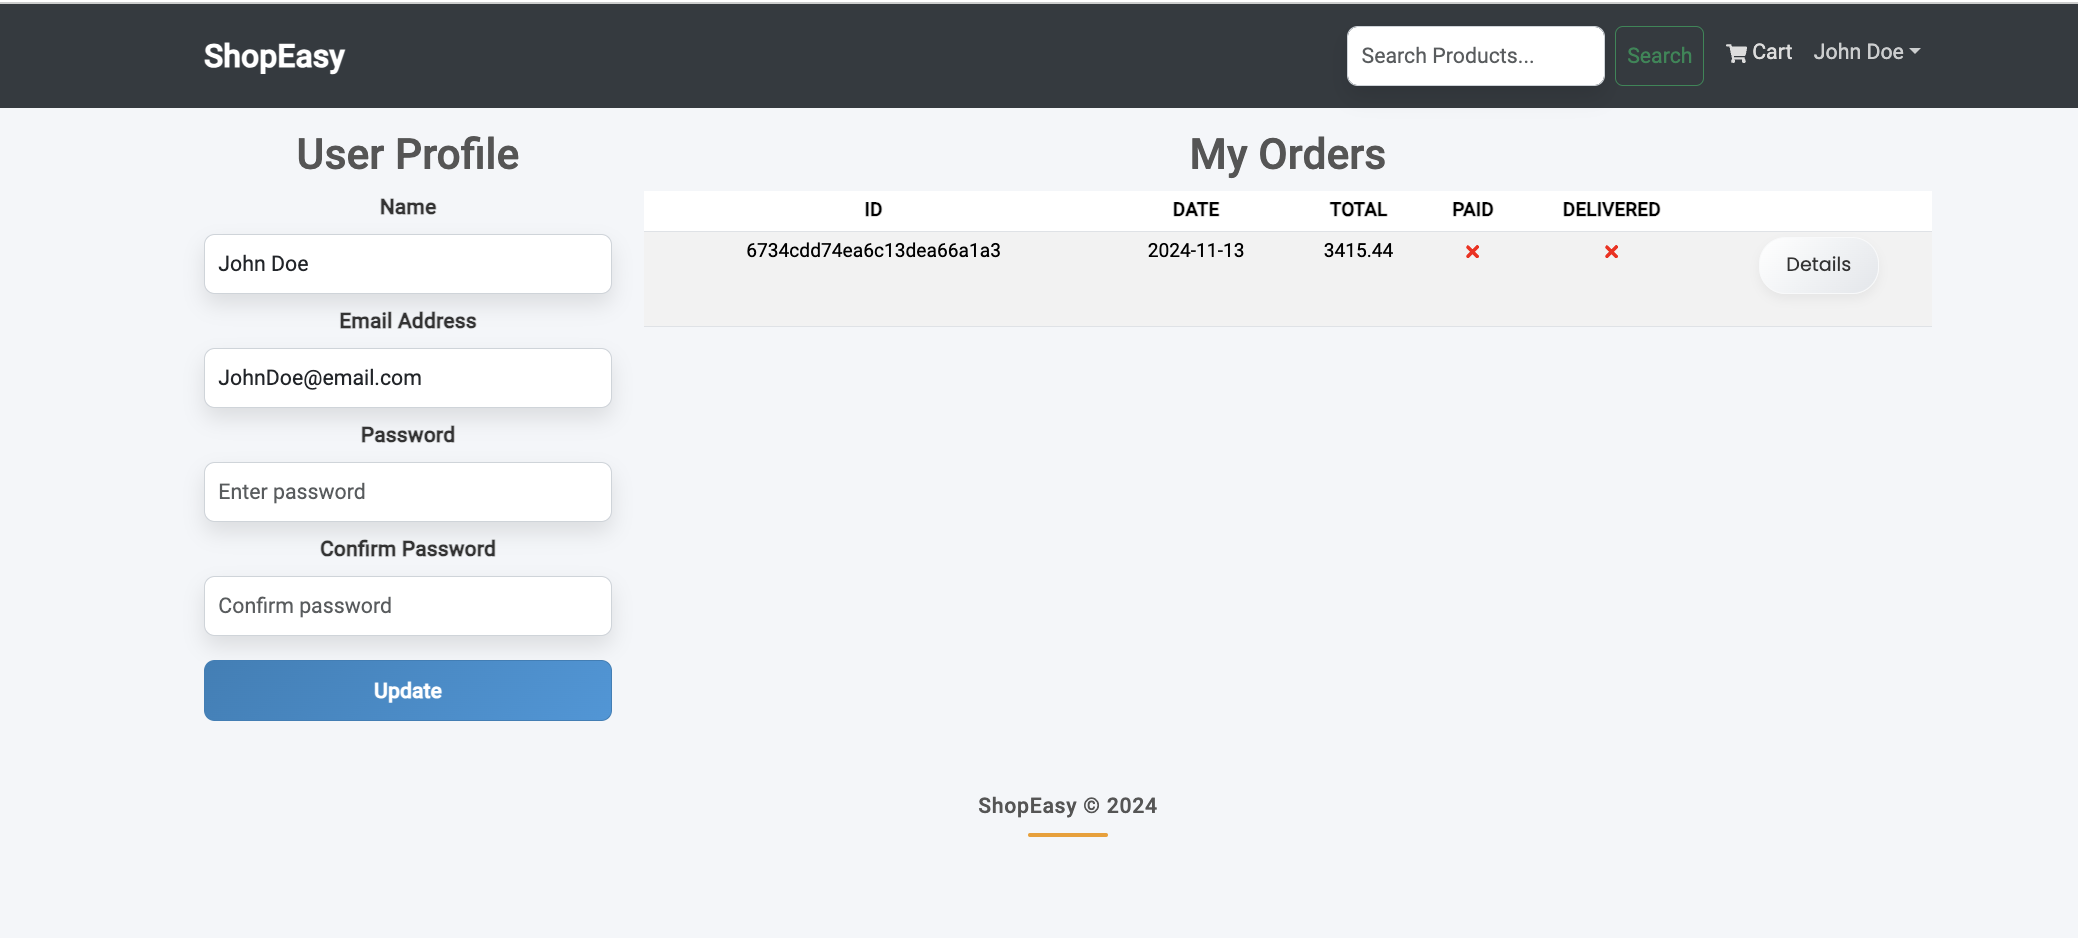 ShopEasy
Search Products...
Search
Cart
John Doe
User Profile
Name
John Doe
Email Address
JohnDoe@email.com
Password
Enter password
Confirm Password
Confirm password
Update
My Orders
ID DATE TOTAL PAID DELIVERED
6734cdd74ea6c13dea66a1a3 2024-11-13 3415.44 Details
ShopEasy © 2024